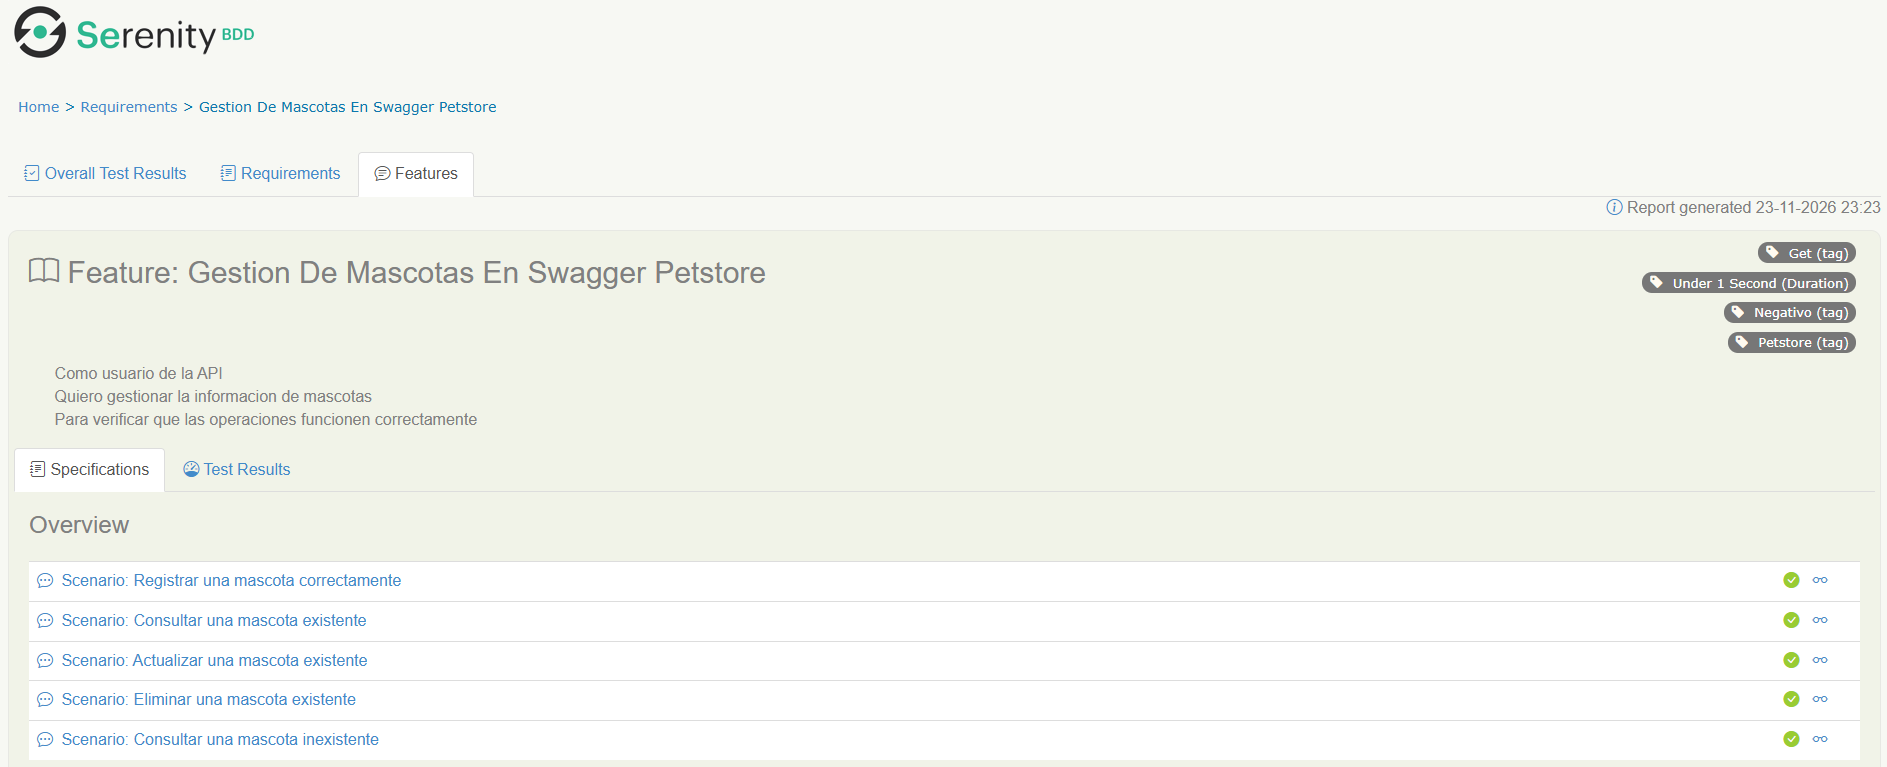 Serenity BDD
Home > Requirements > Gestion De Mascotas En Swagger Petstore
Overall Test Results Requirements Features
Report generated 23-11-2026 23:23
Feature: Gestion De Mascotas En Swagger Petstore
Get (tag)
Under 1 Second (Duration)
Negativo (tag)
Petstore (tag)
Como usuario de la API
Quiero gestionar la informacion de mascotas
Para verificar que las operaciones funcionen correctamente
Specifications Test Results
Overview
Scenario: Registrar una mascota correctamente
Scenario: Consultar una mascota existente
Scenario: Actualizar una mascota existente
Scenario: Eliminar una mascota existente
Scenario: Consultar una mascota inexistente